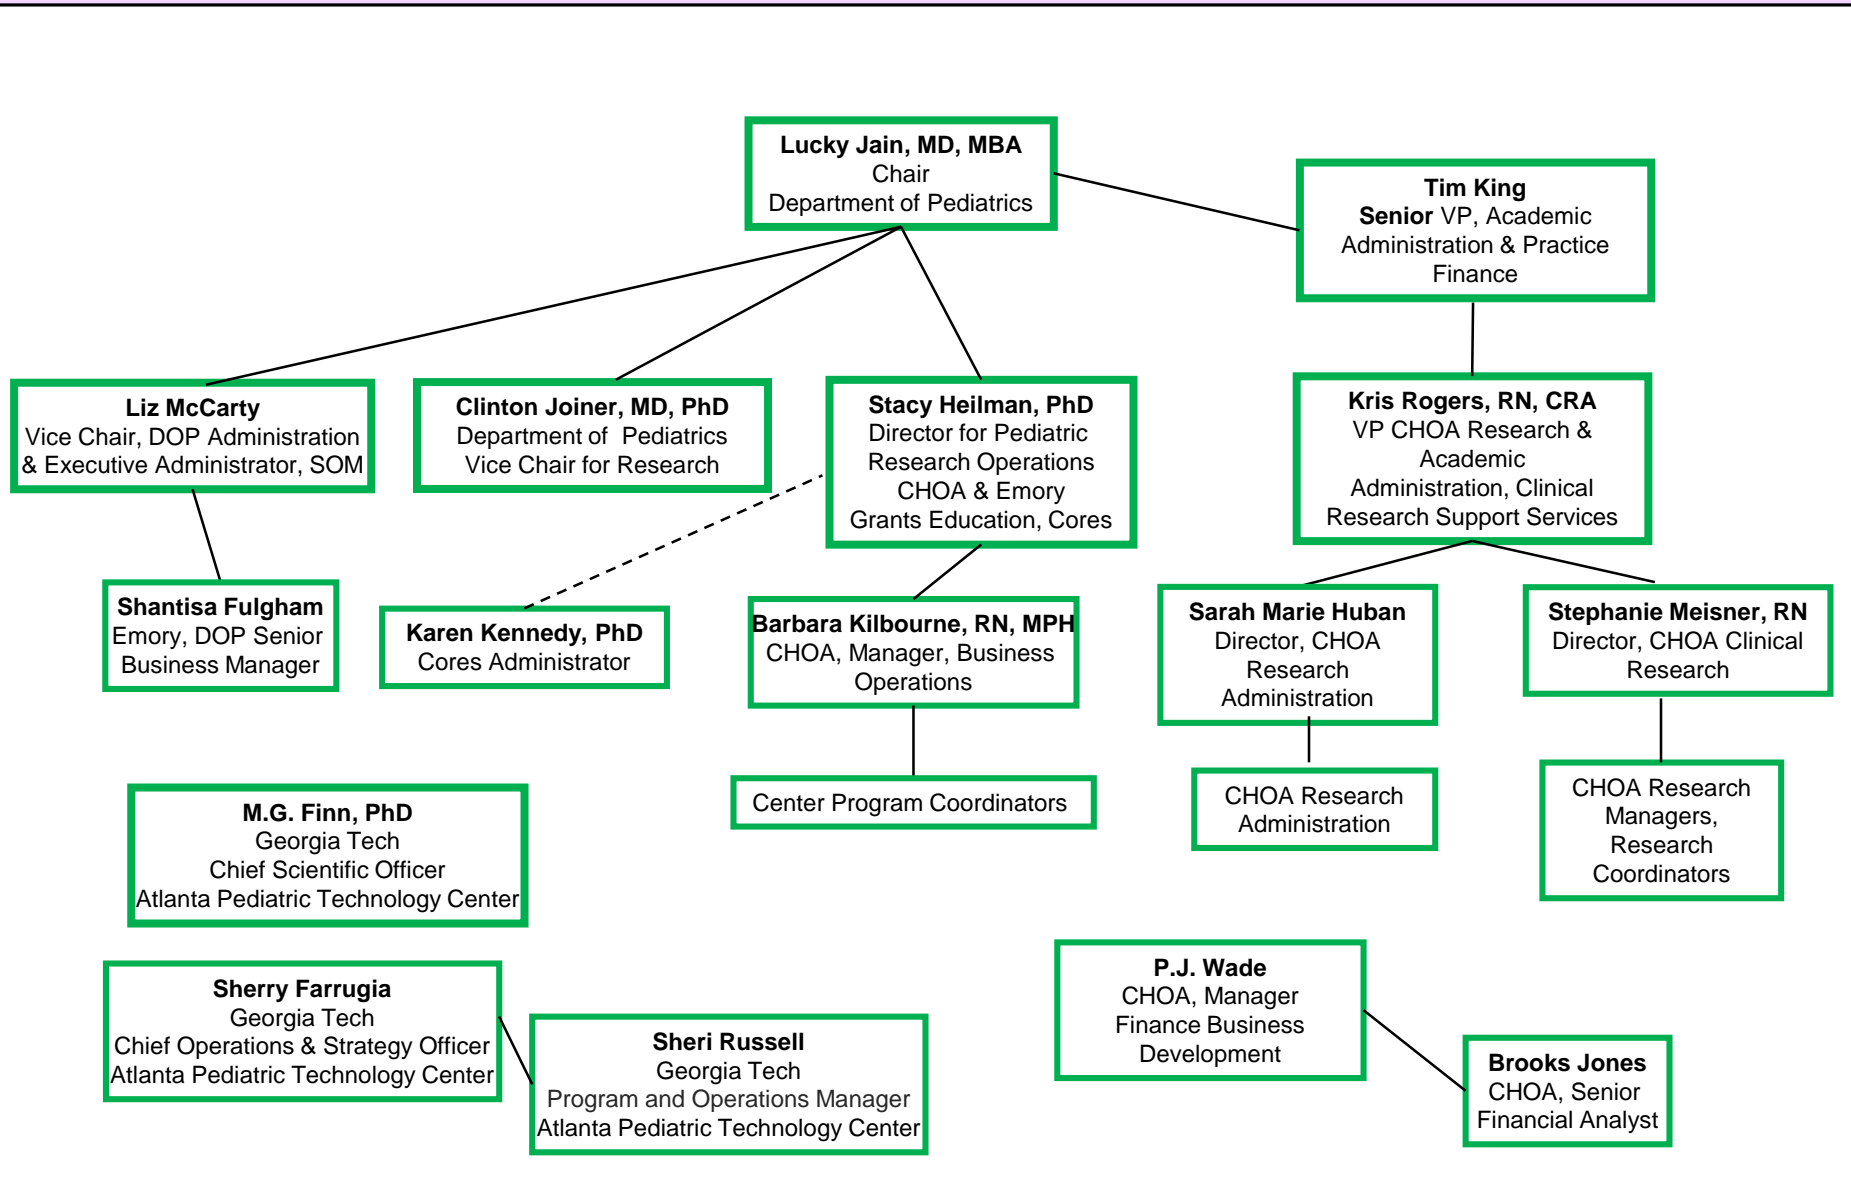 Lucky Jain, MD, MBA
Chair
Department of Pediatrics
Tim King
Senior VP, Academic
Administration & Practice
Finance
Liz McCarty
Vice Chair, DOP Administration
& Executive Administrator, SOM
Clinton Joiner, MD, PhD
Department of Pediatrics
Vice Chair for Research
Stacy Heilman, PhD
Director for Pediatric
Research Operations
CHOA & Emory
Grants Education, Cores
Kris Rogers, RN, CRA
VP CHOA Research &
Academic
Administration, Clinical
Research Support Services
Shantisa Fulgham
Emory, DOP Senior
Business Manager
Karen Kennedy, PhD
Cores Administrator
Barbara Kilbourne, RN, MPH
CHOA, Manager, Business
Operations
Sarah Marie Huban
Director, CHOA
Research
Administration
Stephanie Meisner, RN
Director, CHOA Clinical
Research
Center Program Coordinators
CHOA Research
Administration
CHOA Research
Managers,
Research
Coordinators
M.G. Finn, PhD
Georgia Tech
Chief Scientific Officer
Atlanta Pediatric Technology Center
Sherry Farrugia
Georgia Tech
Chief Operations & Strategy Officer
Atlanta Pediatric Technology Center
Sheri Russell
Georgia Tech
Program and Operations Manager
Atlanta Pediatric Technology Center
P.J. Wade
CHOA, Manager
Finance Business
Development
Brooks Jones
CHOA, Senior
Financial Analyst